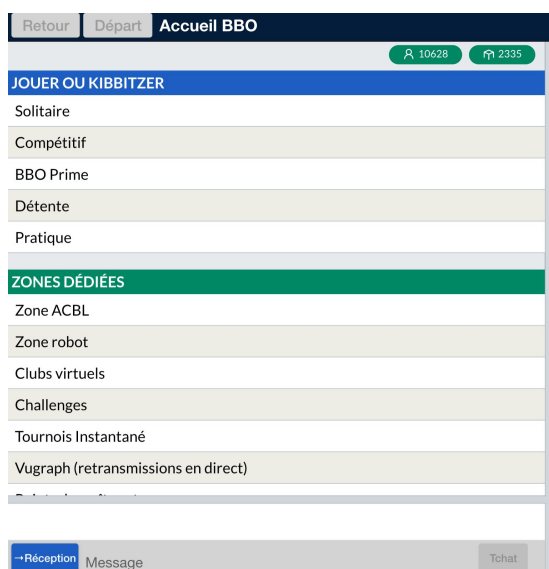 Retour Départ Accueil BBO
10628 2335
JOUER OU KIBBITZER
Solitaire
Compétitif
BBO Prime
Détente
Pratique
ZONES DÉDIÉES
Zone ACBL
Zone robot
Clubs virtuels
Challenges
Tournois Instantané
Vugraph (retransmissions en direct)
→Réception Message Tchat